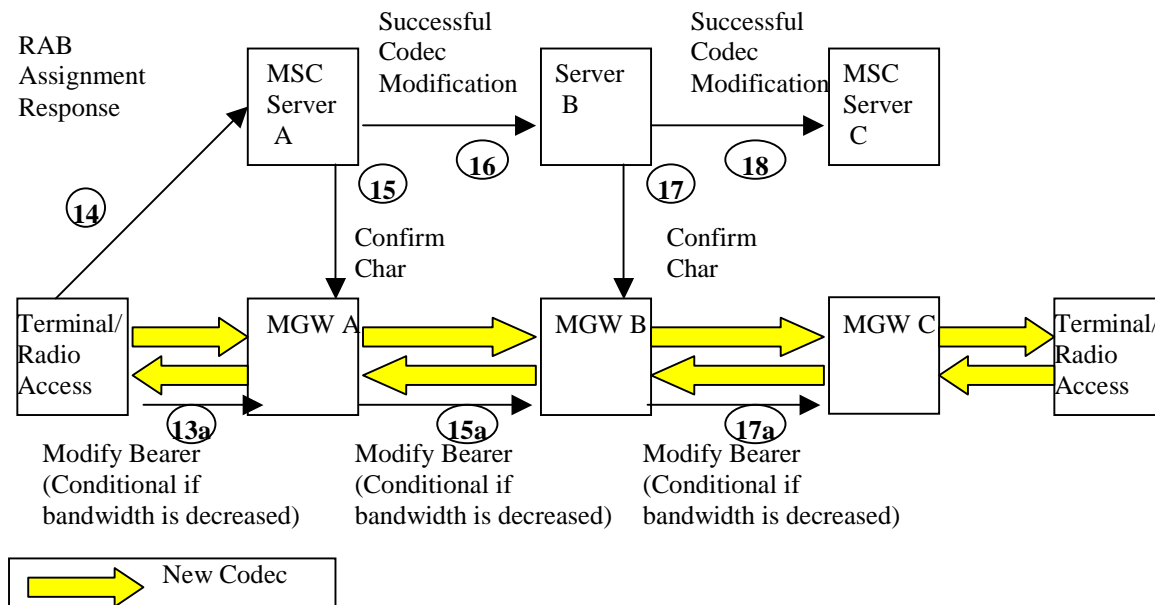 RAB
Assignment
Response
MSC
Server
A
Successful
Codec
Modification
Server
B
Successful
Codec
Modification
MSC
Server
C
14
15
16
17
18
Confirm
Char
Confirm
Char
Terminal/
Radio
Access
MGW A
MGW B
MGW C
Terminal/
Radio
Access
13a
15a
17a
Modify Bearer
(Conditional if
bandwidth is decreased)
Modify Bearer
(Conditional if
bandwidth is decreased)
Modify Bearer
(Conditional if
bandwidth is decreased)
New Codec